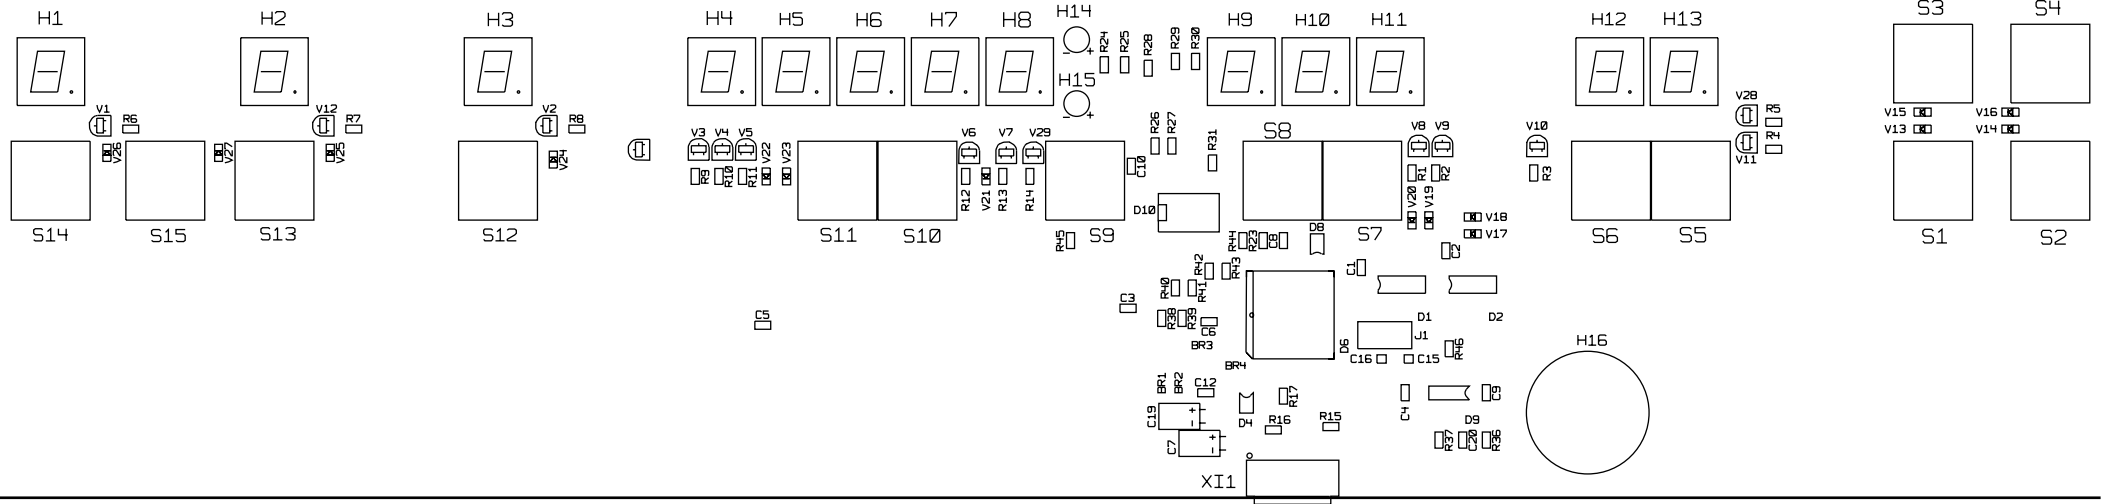 H1 H2 H3 H4 H5 H6 H7 H8 H14 H9 H10 H11 H12 H13 S3 S4
R24 R25 R28 R29 R30
H15
V1 V12 V2 V28 R5
R6 R7 R8 V15 V16
V3 V4 V5 V6 V7 V29 R26 R27 S8 V8 V9 V10 R4 V13 V14
V26 V27 V25 V24 V22 V23 C10 R31 V11
R9 R10 R11 R12 V21 R13 R14 R1 R2 R3
D10 V20 V19 V18
V17
S14 S15 S13 S12 S11 S10 R45 S9 R44 R23 C8 D8 S7 S6 S5 S1 S2
C2
R42 R43 C1
R40 R41
C3
C5 R38 R39 C6 D1 D2
BR3 D6 J1 R46 H16
BR4 C16 C15
BR1 BR2 C12 R17 C9
C19 + - D4 R16 R15 C4 D9
C7 + - R37 C20 R36
XI1